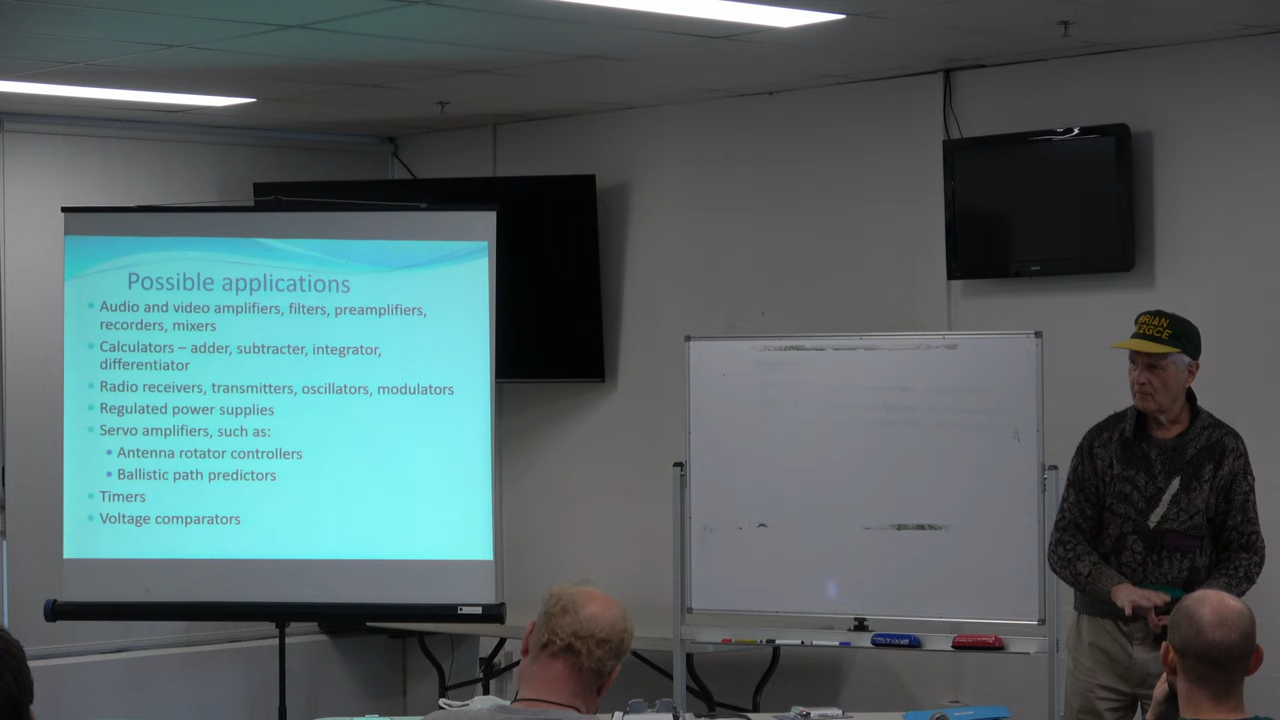 Possible applications
Audio and video amplifiers, filters, preamplifiers,
recorders, mixers
Calculators – adder, subtracter, integrator,
differentiator
Radio receivers, transmitters, oscillators, modulators
Regulated power supplies
Servo amplifiers, such as:
Antenna rotator controllers
Ballistic path predictors
Timers
Voltage comparators
BRIAN